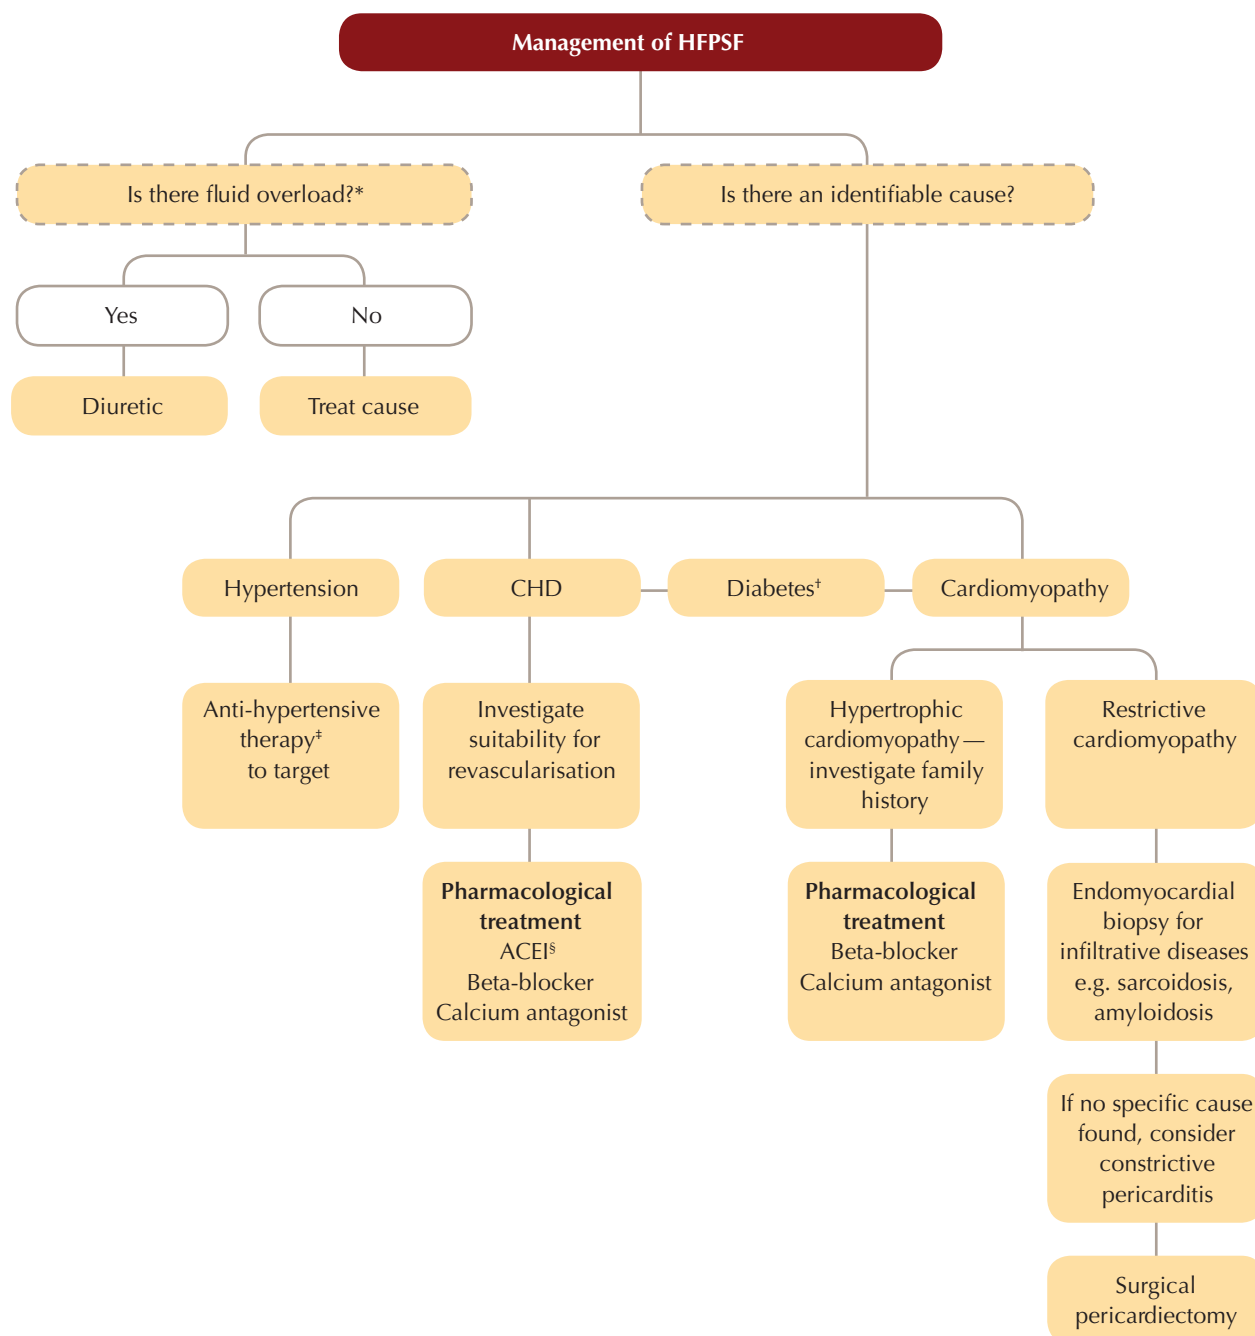 Management of HFPSF
Is there fluid overload?*
Is there an identifiable cause?
Yes
No
Diuretic
Treat cause
Hypertension
CHD
Diabetes†
Cardiomyopathy
Anti-hypertensive
therapy‡
to target
Investigate
suitability for
revascularisation
Hypertrophic
cardiomyopathy—
investigate family
history
Restrictive
cardiomyopathy
Pharmacological
treatment
ACEI§
Beta-blocker
Calcium antagonist
Pharmacological
treatment
Beta-blocker
Calcium antagonist
Endomyocardial
biopsy for
infiltrative diseases
e.g. sarcoidosis,
amyloidosis
If no specific cause
found, consider
constrictive
pericarditis
Surgical
pericardiectomy